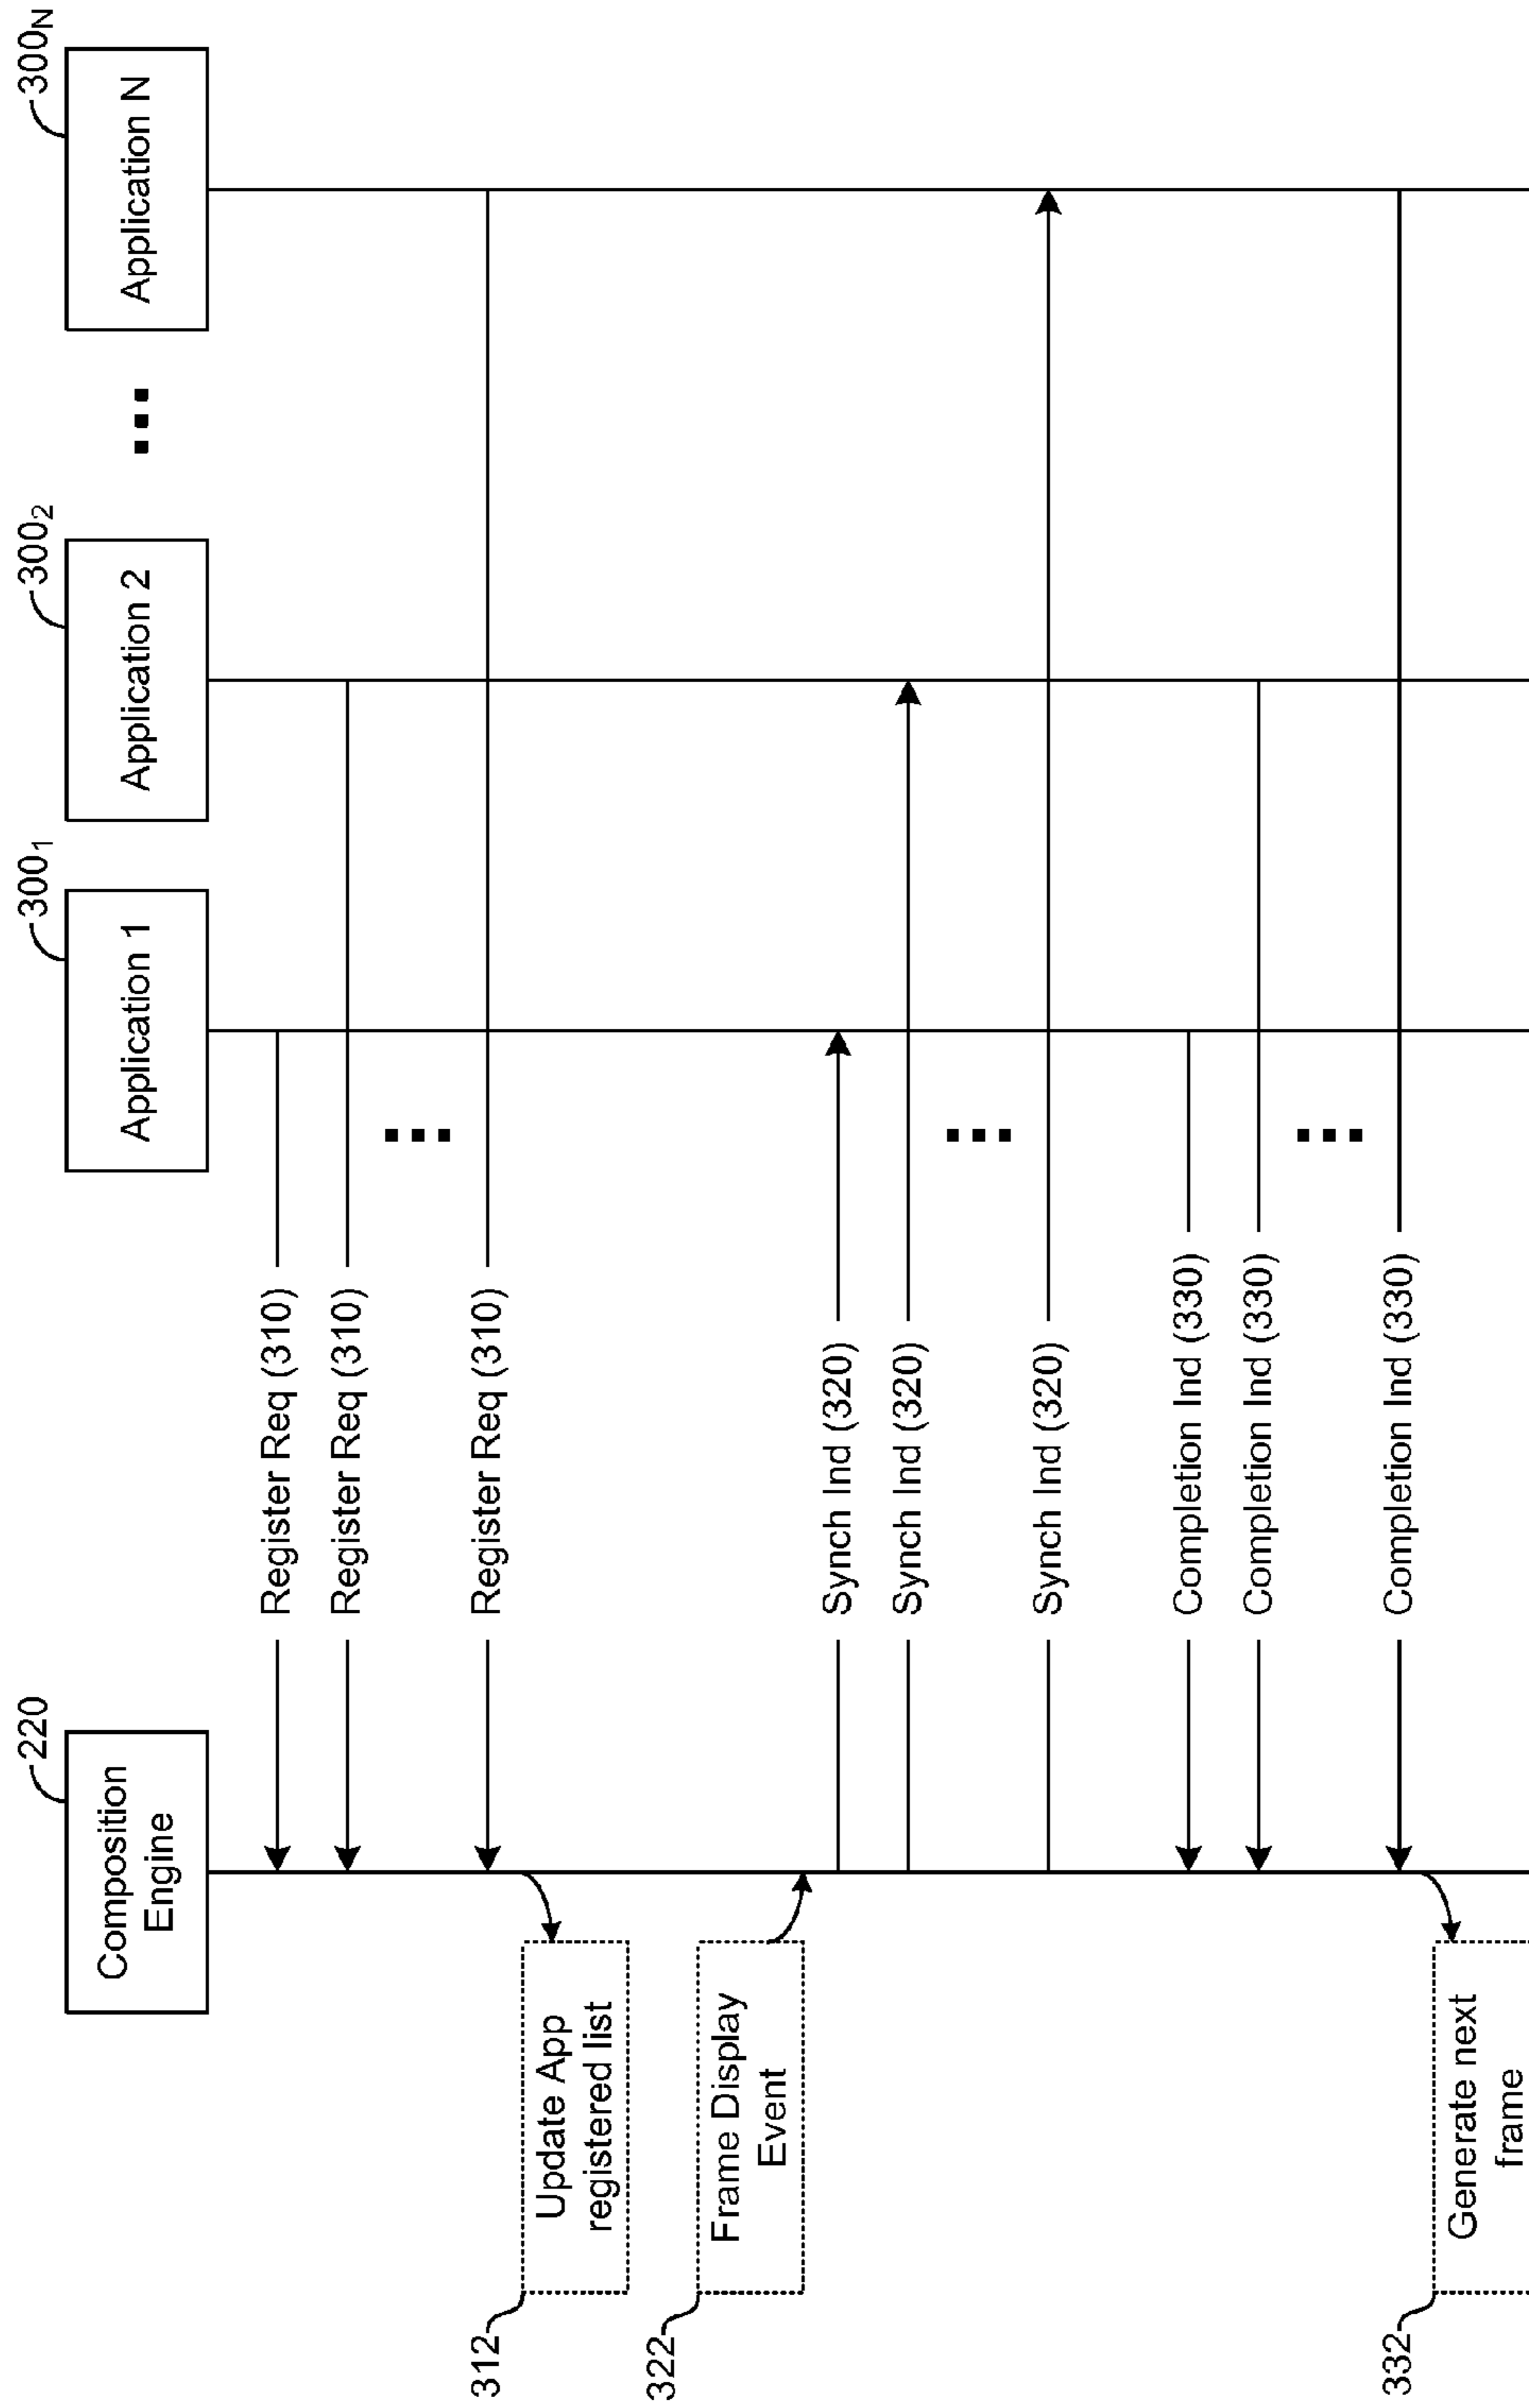 220
300₁
300₂
300N
Composition
Engine
Application 1
Application 2
...
Application N
Register Req (310)
Register Req (310)
...
Register Req (310)
312
Update App
registered list
322
Frame Display
Event
Synch Ind (320)
Synch Ind (320)
...
Synch Ind (320)
Completion Ind (330)
Completion Ind (330)
...
Completion Ind (330)
332
Generate next
frame